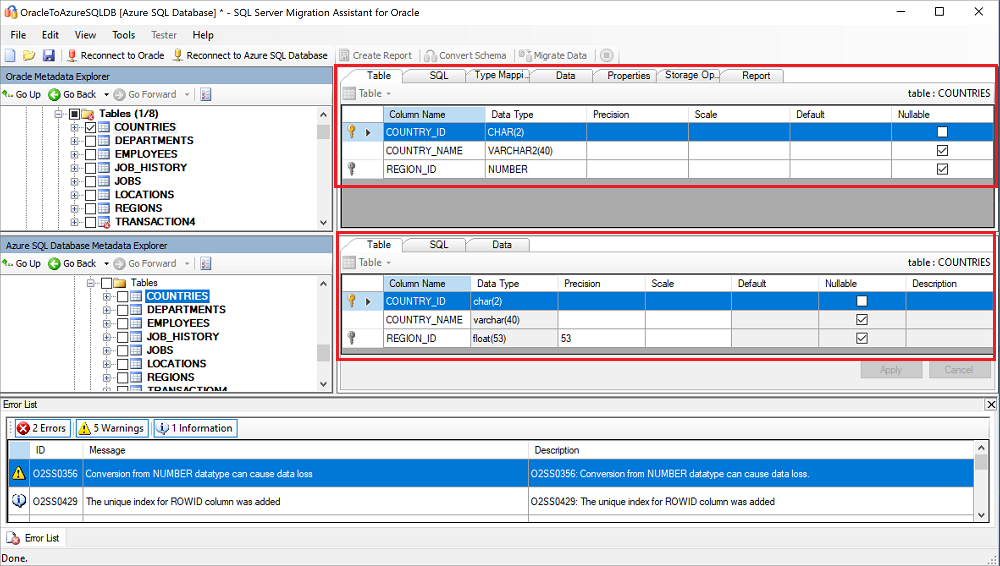 OracleToAzureSQLDB [Azure SQL Database] * - SQL Server Migration Assistant for Oracle
File Edit View Tools Tester Help
Reconnect to Oracle Reconnect to Azure SQL Database Create Report Convert Schema Migrate Data
Oracle Metadata Explorer
Go Up Go Back Go Forward
Tables (1/8)
COUNTRIES
DEPARTMENTS
EMPLOYEES
JOB_HISTORY
JOBS
LOCATIONS
REGIONS
TRANSACTION4
Table SQL Type Mappi... Data Properties Storage Op... Report
Table table : COUNTRIES
Column Name Data Type Precision Scale Default Nullable
COUNTRY_ID CHAR(2)
COUNTRY_NAME VARCHAR2(40)
REGION_ID NUMBER
Azure SQL Database Metadata Explorer
Go Up Go Back Go Forward
Tables
COUNTRIES
DEPARTMENTS
EMPLOYEES
JOB_HISTORY
JOBS
LOCATIONS
REGIONS
TRANSACTION4
Table SQL Data
Table table : COUNTRIES
Column Name Data Type Precision Scale Default Nullable Description
COUNTRY_ID char(2)
COUNTRY_NAME varchar(40)
REGION_ID float(53) 53
Apply Cancel
Error List
2 Errors 5 Warnings 1 Information
ID Message Description
O2SS0356 Conversion from NUMBER datatype can cause data loss O2SS0356: Conversion from NUMBER datatype can cause data loss.
O2SS0429 The unique index for ROWID column was added O2SS0429: The unique index for ROWID column was added
Error List
Done.